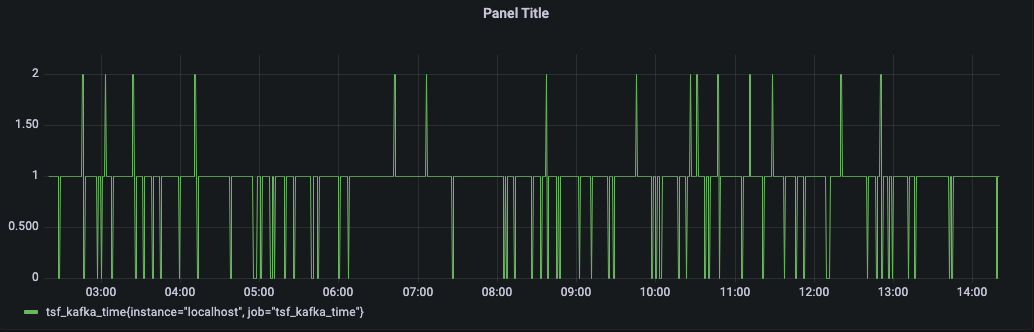 Panel Title
2
1.50
1
0.500
0
03:00 04:00 05:00 06:00 07:00 08:00 09:00 10:00 11:00 12:00 13:00 14:00
tsf_kafka_time{instance="localhost", job="tsf_kafka_time"}